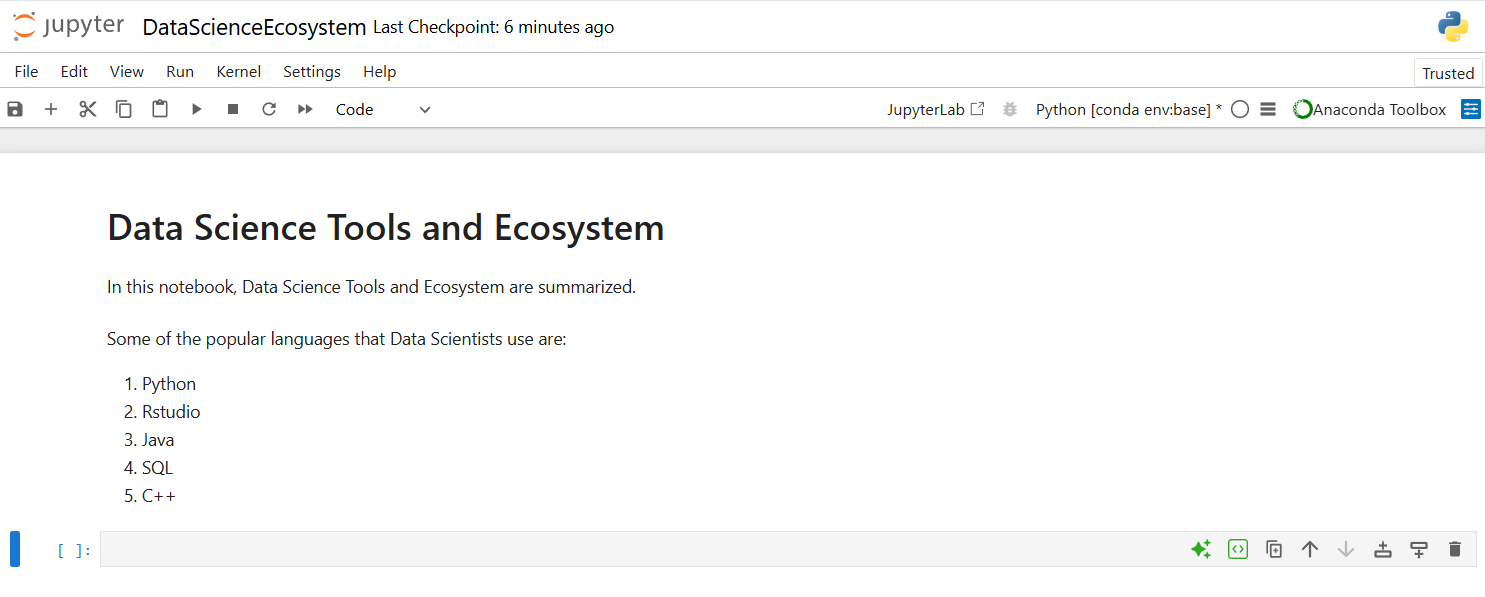 jupyter DataScienceEcosystem Last Checkpoint: 6 minutes ago
File Edit View Run Kernel Settings Help Trusted
Code JupyterLab Python [conda env:base] * Anaconda Toolbox
Data Science Tools and Ecosystem
In this notebook, Data Science Tools and Ecosystem are summarized.
Some of the popular languages that Data Scientists use are:
1. Python
2. Rstudio
3. Java
4. SQL
5. C++
[ ]: